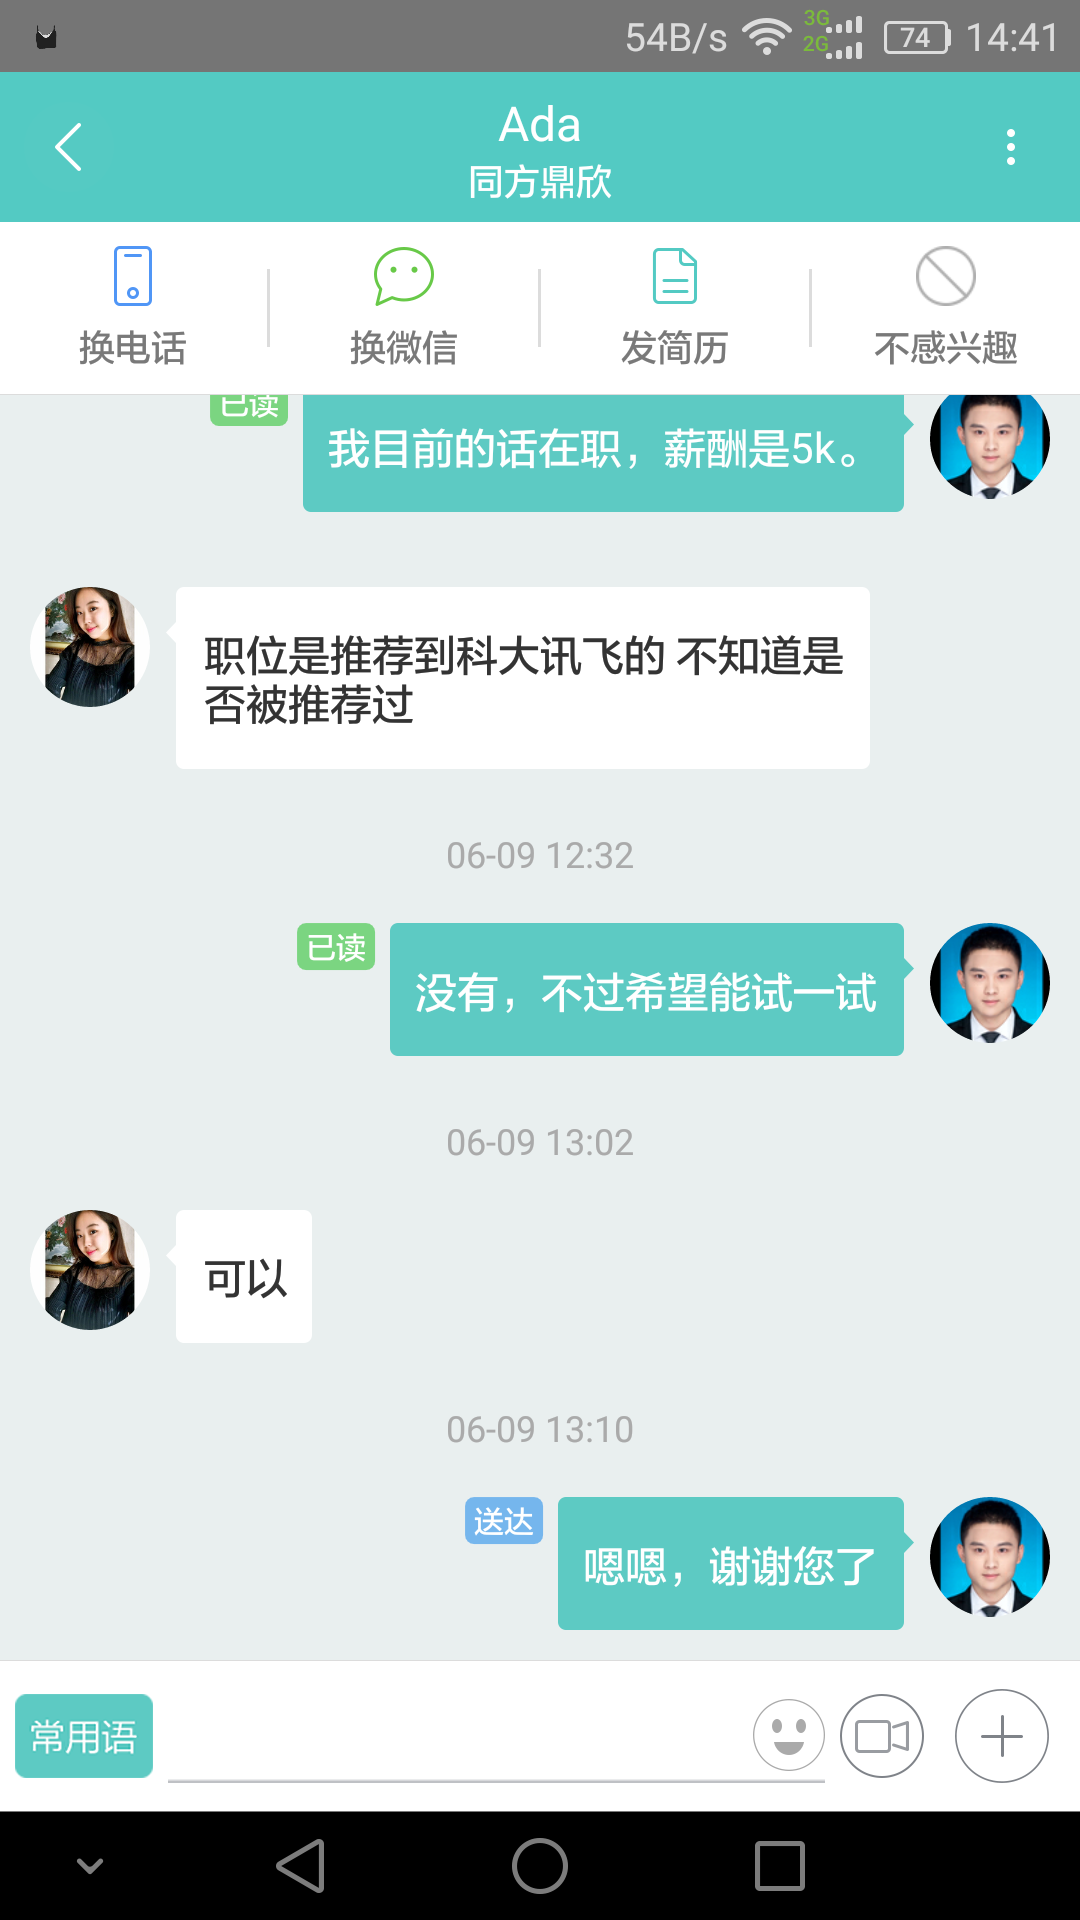 54B/s 3G 2G 74 14:41
Ada
同方鼎欣
换电话 换微信 发简历 不感兴趣
已读 我目前的话在职，薪酬是5k。
职位是推荐到科大讯飞的 不知道是
否被推荐过
06-09 12:32
已读 没有，不过希望能试一试
06-09 13:02
可以
06-09 13:10
送达 嗯嗯，谢谢您了
常用语